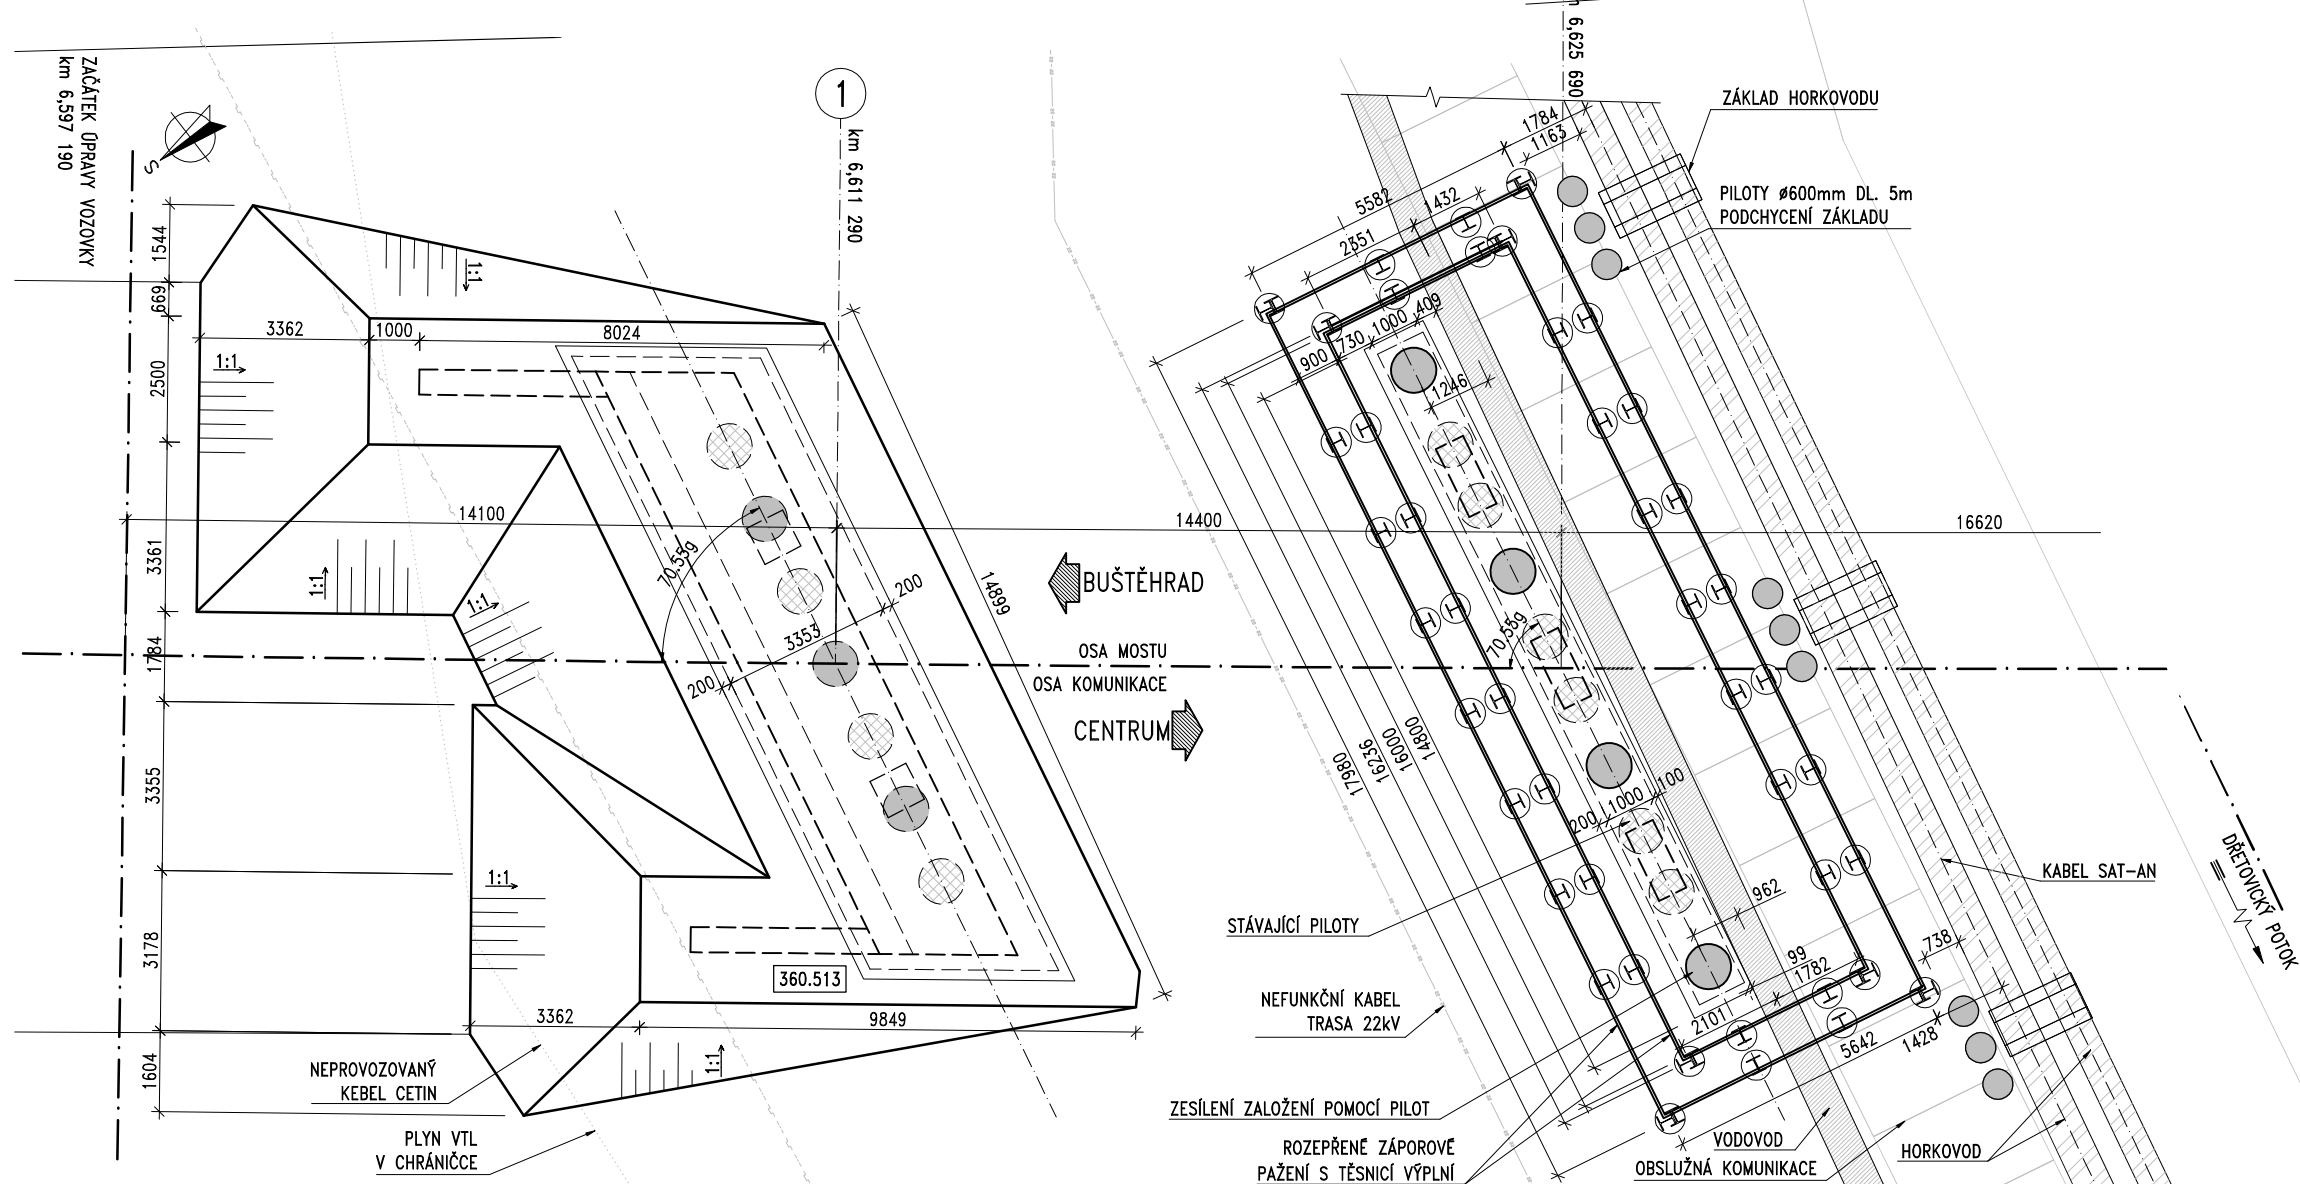 ZAČÁTEK ÚPRAVY VOZOVKY
km 6,597 190
S
1
km 6,611 290
6,625 690
1544
669
2500
3361
1784
3355
3178
1604
3362
1000
8024
1:1
1:1
1:1
1:1
1:1
1:1
14100
14400
16620
70.55g
70.55g
200
3353
200
14899
360.513
3362
9849
BUŠTĚHRAD
OSA MOSTU
OSA KOMUNIKACE
CENTRUM
NEPROVOZOVANÝ
KEBEL CETIN
PLYN VTL
V CHRÁNIČCE
1784
1163
5582
1432
2351
409
1000
730
900
1246
17980
16236
16000
14800
200
1000
100
962
99
1782
738
2101
5642
1428
ZÁKLAD HORKOVODU
PILOTY ø600mm DL. 5m
PODCHYCENÍ ZÁKLADU
KABEL SAT-AN
DŘETOVICKÝ POTOK
STÁVAJÍCÍ PILOTY
NEFUNKČNÍ KABEL
TRASA 22kV
ZESÍLENÍ ZALOŽENÍ POMOCÍ PILOT
ROZEPŘENÉ ZÁPOROVÉ
PAŽENÍ S TĚSNICÍ VÝPLNÍ
VODOVOD
OBSLUŽNÁ KOMUNIKACE
HORKOVOD